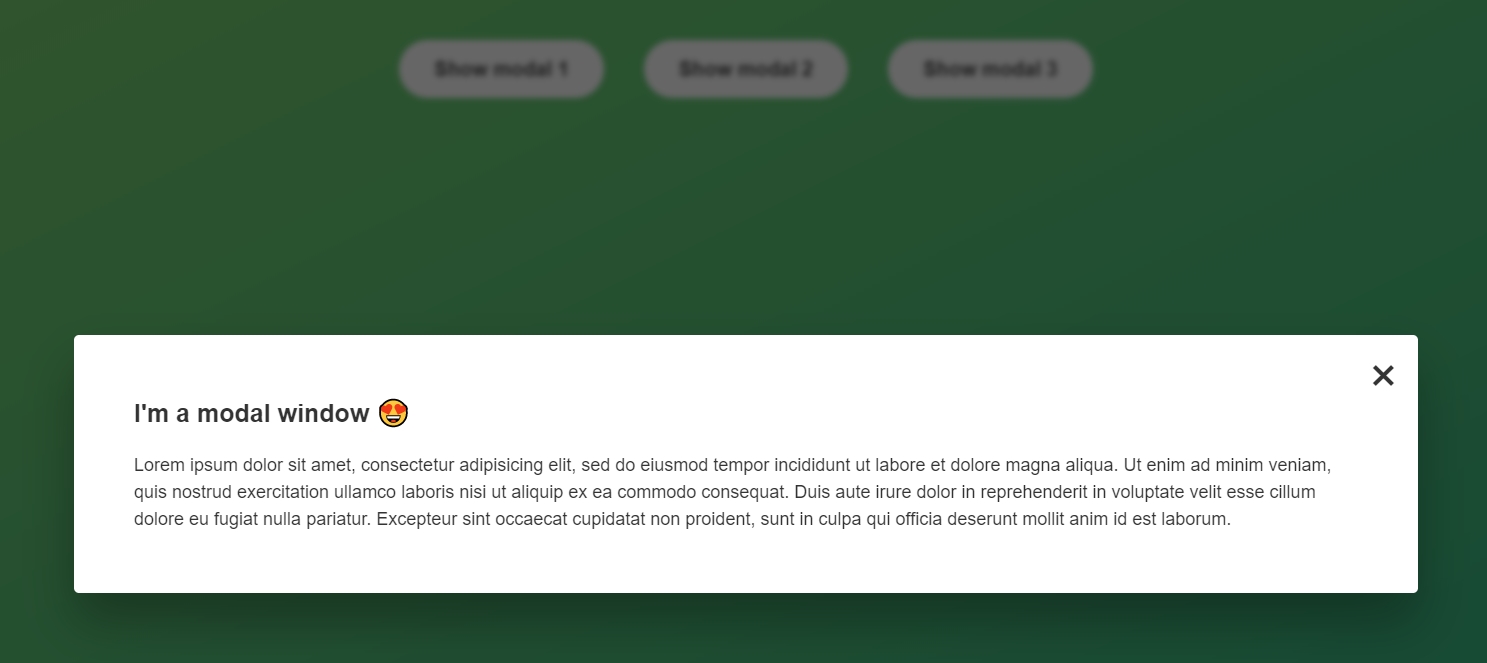 Show modal 1 Show modal 2 Show modal 3
I'm a modal window 😍
Lorem ipsum dolor sit amet, consectetur adipisicing elit, sed do eiusmod tempor incididunt ut labore et dolore magna aliqua. Ut enim ad minim veniam,
quis nostrud exercitation ullamco laboris nisi ut aliquip ex ea commodo consequat. Duis aute irure dolor in reprehenderit in voluptate velit esse cillum
dolore eu fugiat nulla pariatur. Excepteur sint occaecat cupidatat non proident, sunt in culpa qui officia deserunt mollit anim id est laborum.